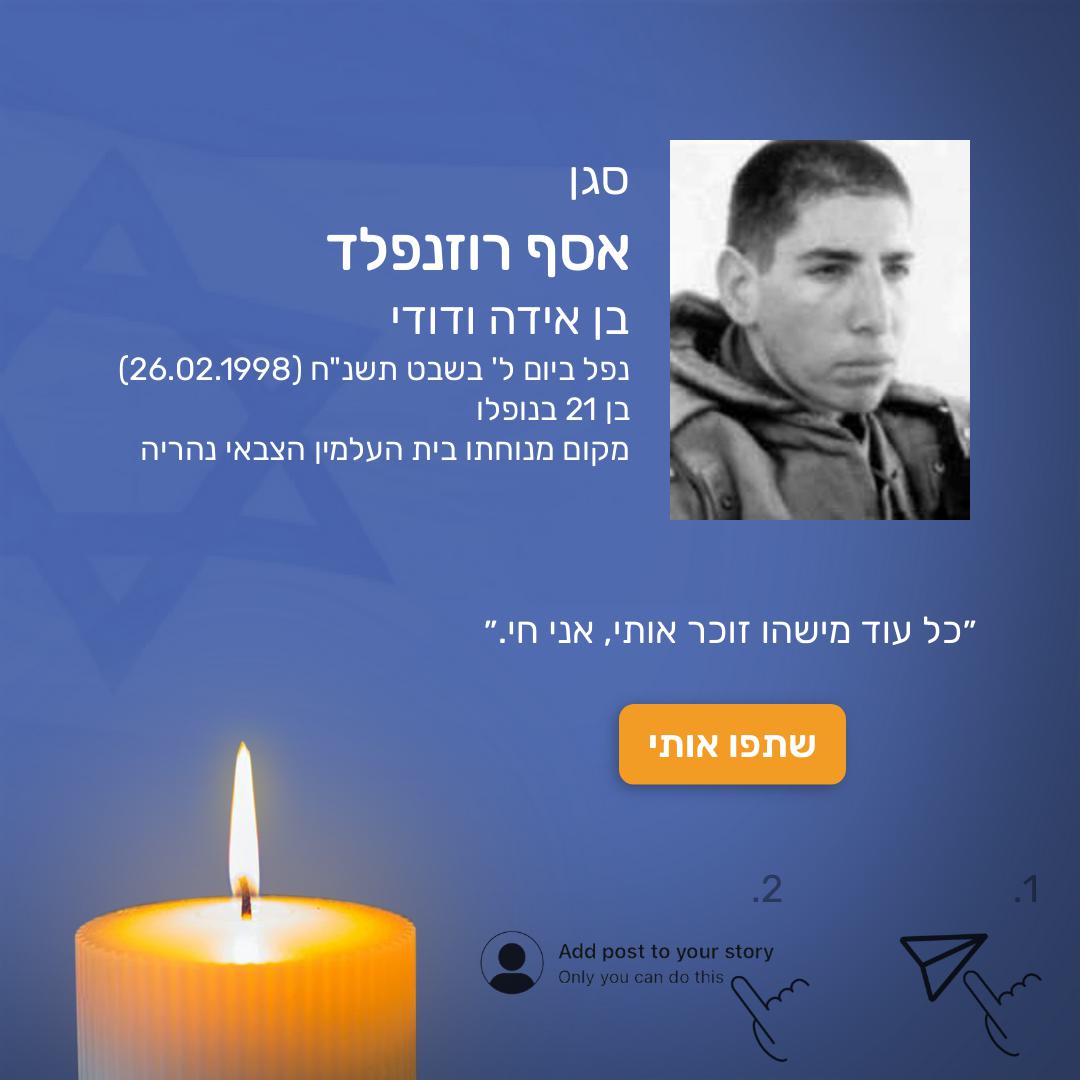 סגן
אסף רוזנפלד
בן אידה ודודי
נפל ביום ל' בשבט תשנ"ח (26.02.1998)
בן 21 בנופלו
מקום מנוחתו בית העלמין הצבאי נהריה
״כל עוד מישהו זוכר אותי, אני חי.״
שתפו אותי
1.
2.
Add post to your story
Only you can do this